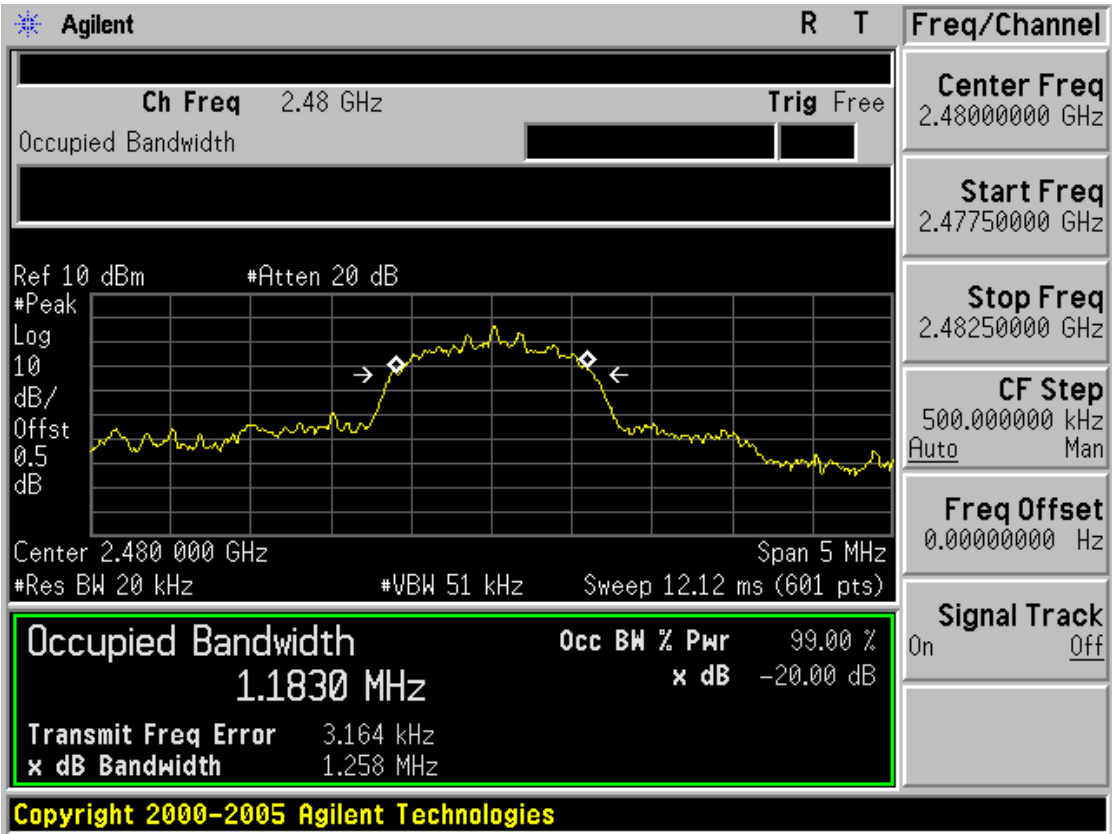 Agilent R T
Freq/Channel
Ch Freq 2.48 GHz Trig Free
Occupied Bandwidth
Center Freq
2.48000000 GHz
Start Freq
2.47750000 GHz
Stop Freq
2.48250000 GHz
CF Step
500.000000 kHz
Auto Man
Freq Offset
0.00000000 Hz
Signal Track
On Off
Ref 10 dBm #Atten 20 dB
#Peak
Log
10
dB/
Offst
0.5
dB
Center 2.480 000 GHz Span 5 MHz
#Res BW 20 kHz #VBW 51 kHz Sweep 12.12 ms (601 pts)
Occupied Bandwidth
1.1830 MHz
Occ BW % Pwr 99.00 %
x dB -20.00 dB
Transmit Freq Error 3.164 kHz
x dB Bandwidth 1.258 MHz
Copyright 2000-2005 Agilent Technologies